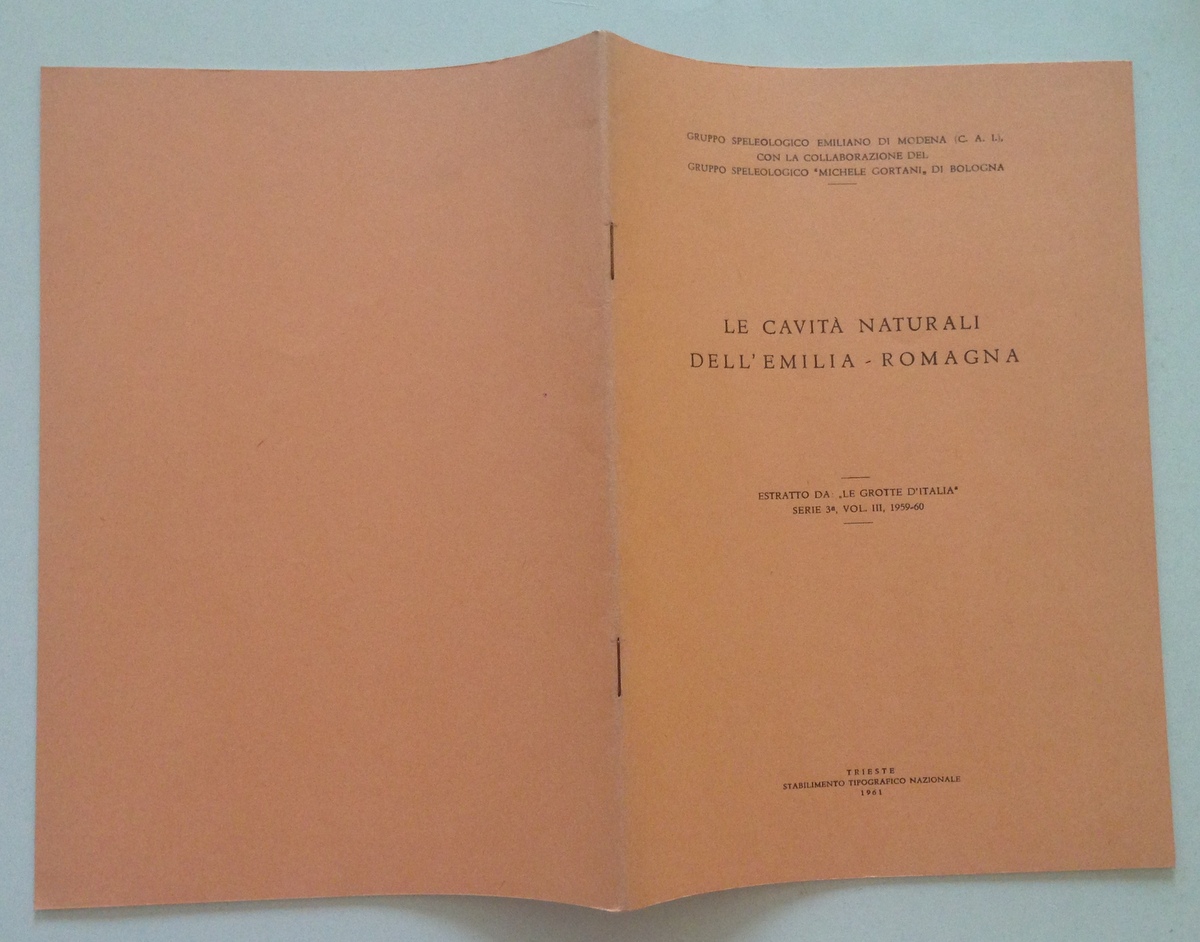 GRUPPO SPELEOLOGICO EMILIANO DI MODENA (C. A. I.),
CON LA COLLABORAZIONE DEL
GRUPPO SPELEOLOGICO “MICHELE GORTANI„ DI BOLOGNA
LE CAVITÀ NATURALI
DELL'EMILIA - ROMAGNA
ESTRATTO DA: „LE GROTTE D'ITALIA“
SERIE 3ª, VOL. III, 1959-60
TRIESTE
STABILIMENTO TIPOGRAFICO NAZIONALE
1961